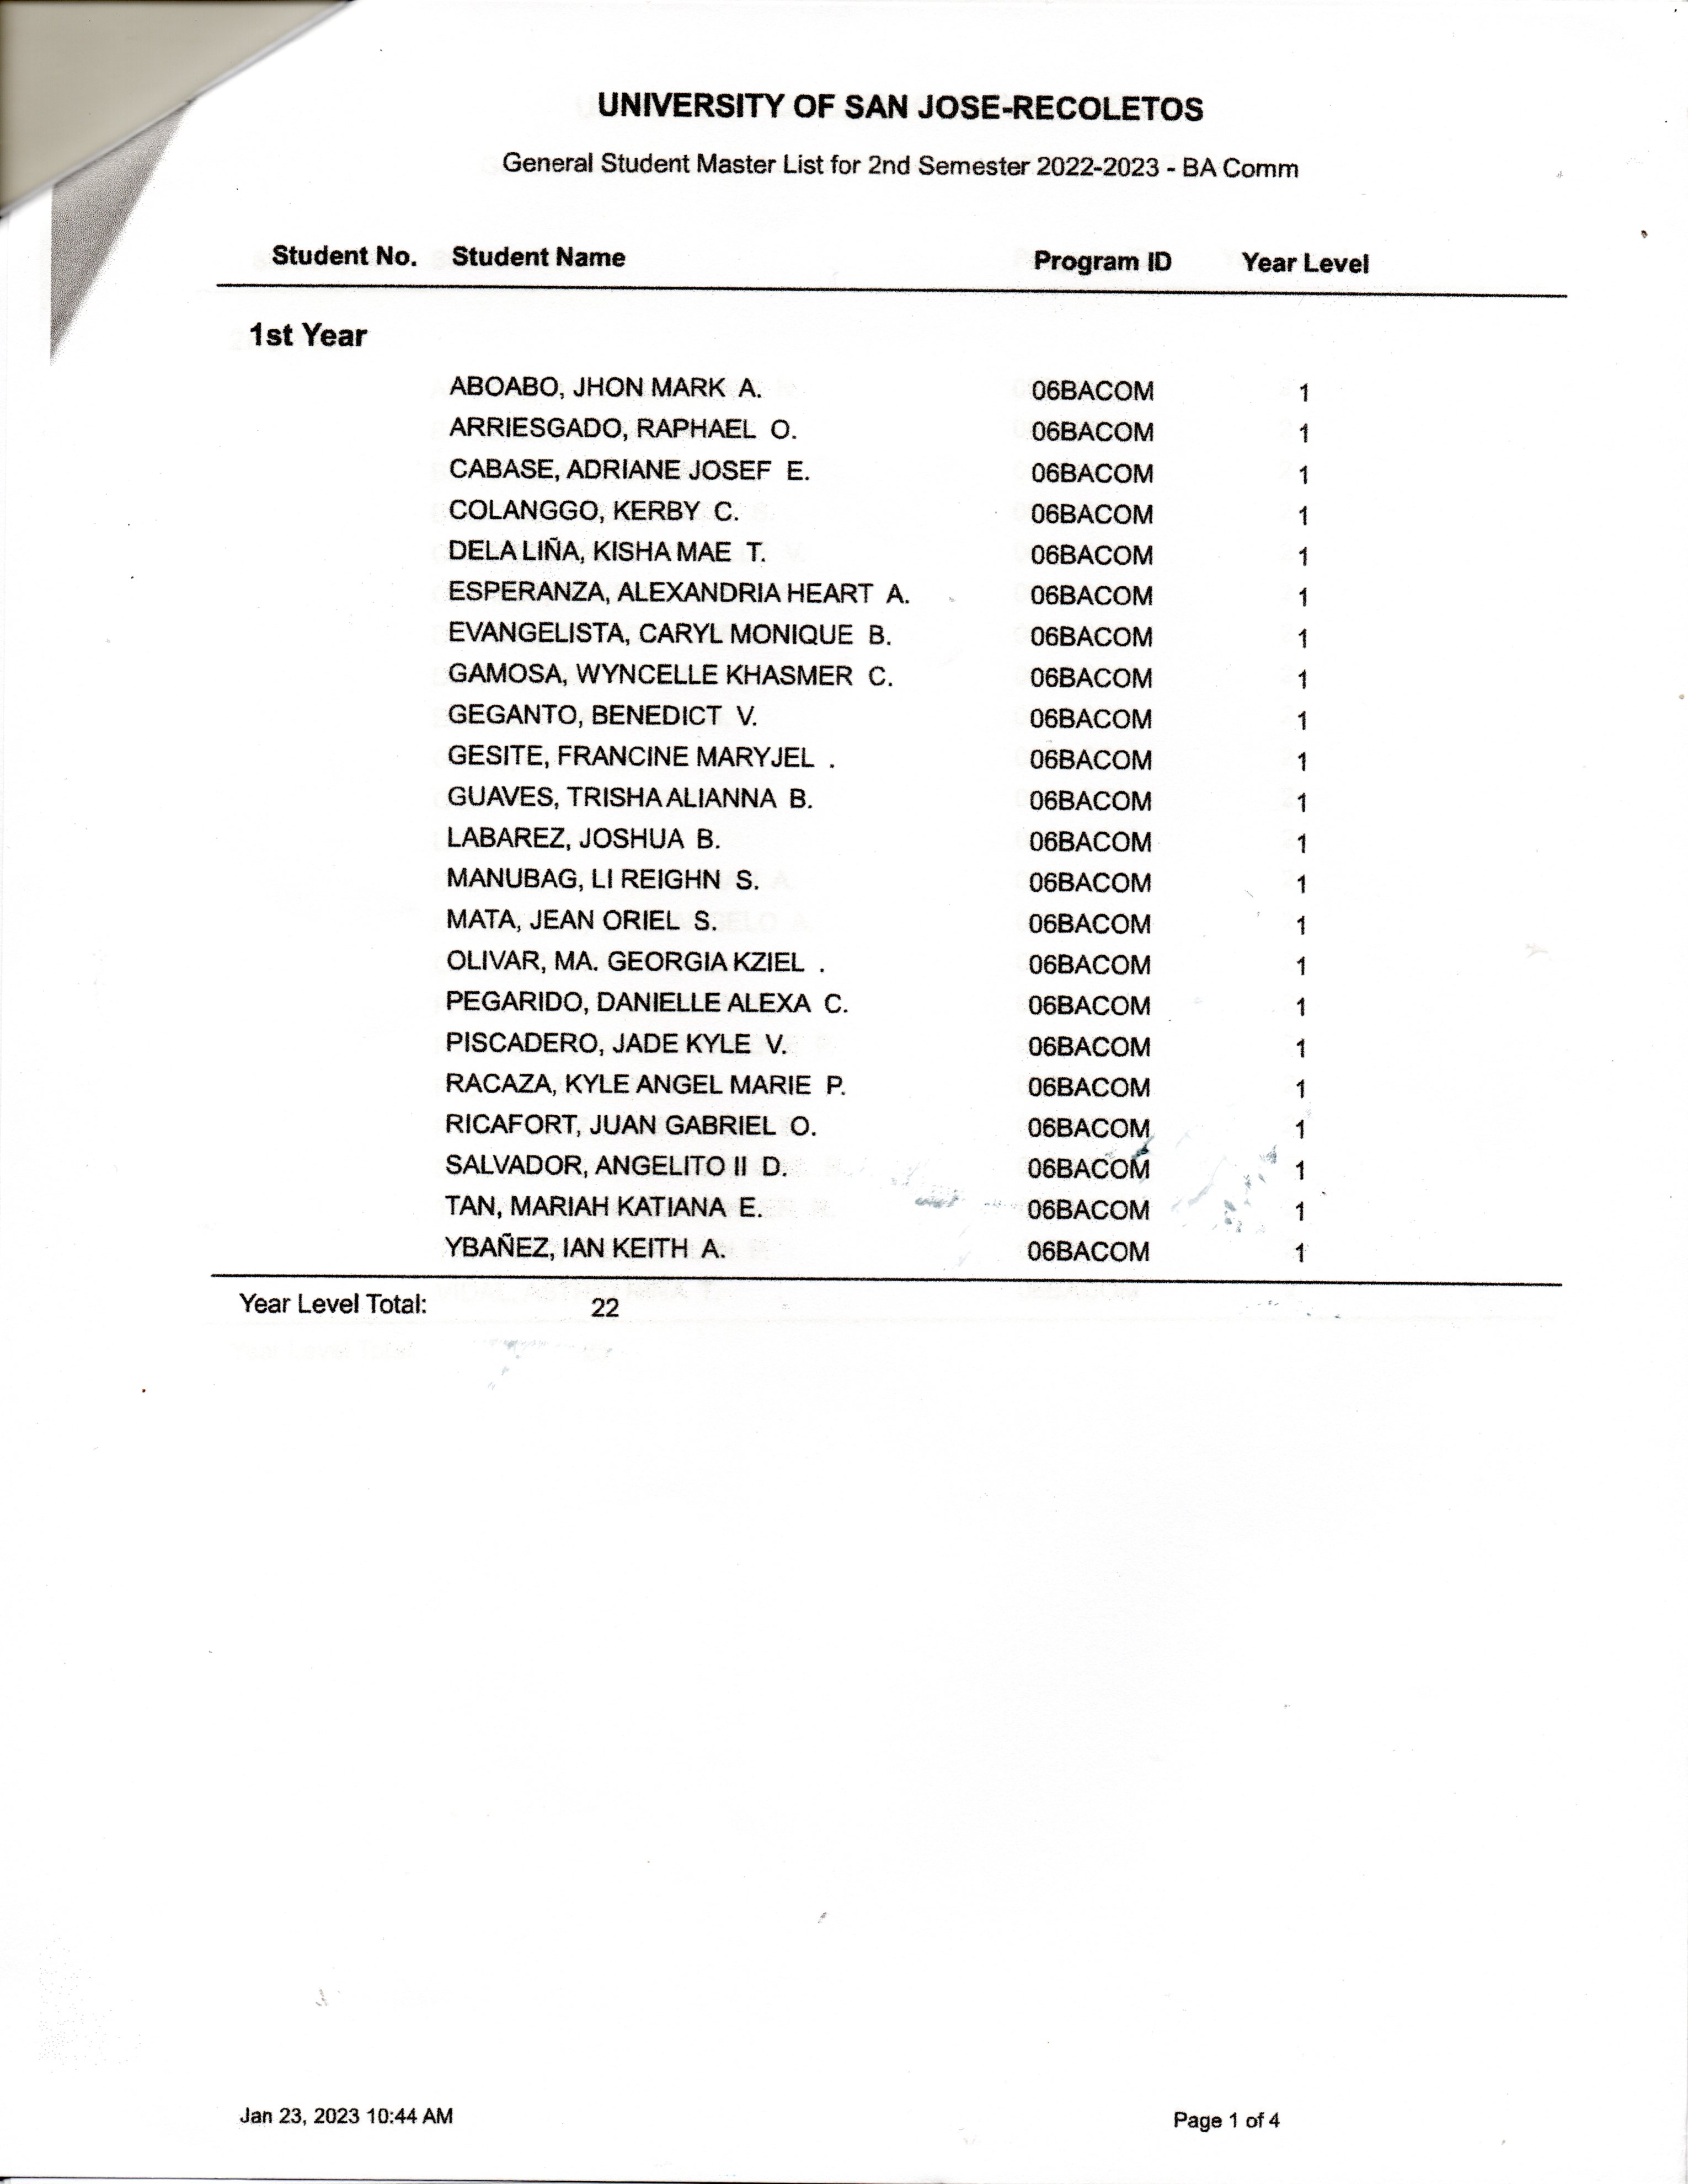 UNIVERSITY OF SAN JOSE-RECOLETOS
General Student Master List for 2nd Semester 2022-2023 - BA Comm
Student No. Student Name Program ID Year Level
1st Year
ABOABO, JHON MARK A. 06BACOM 1
ARRIESGADO, RAPHAEL O. 06BACOM 1
CABASE, ADRIANE JOSEF E. 06BACOM 1
COLANGGO, KERBY C. 06BACOM 1
DELA LIÑA, KISHA MAE T. 06BACOM 1
ESPERANZA, ALEXANDRIA HEART A. 06BACOM 1
EVANGELISTA, CARYL MONIQUE B. 06BACOM 1
GAMOSA, WYNCELLE KHASMER C. 06BACOM 1
GEGANTO, BENEDICT V. 06BACOM 1
GESITE, FRANCINE MARYJEL . 06BACOM 1
GUAVES, TRISHA ALIANNA B. 06BACOM 1
LABAREZ, JOSHUA B. 06BACOM 1
MANUBAG, LI REIGHN S. 06BACOM 1
MATA, JEAN ORIEL S. 06BACOM 1
OLIVAR, MA. GEORGIA KZIEL . 06BACOM 1
PEGARIDO, DANIELLE ALEXA C. 06BACOM 1
PISCADERO, JADE KYLE V. 06BACOM 1
RACAZA, KYLE ANGEL MARIE P. 06BACOM 1
RICAFORT, JUAN GABRIEL O. 06BACOM 1
SALVADOR, ANGELITO II D. 06BACOM 1
TAN, MARIAH KATIANA E. 06BACOM 1
YBAÑEZ, IAN KEITH A. 06BACOM 1
Year Level Total: 22
Jan 23, 2023 10:44 AM Page 1 of 4